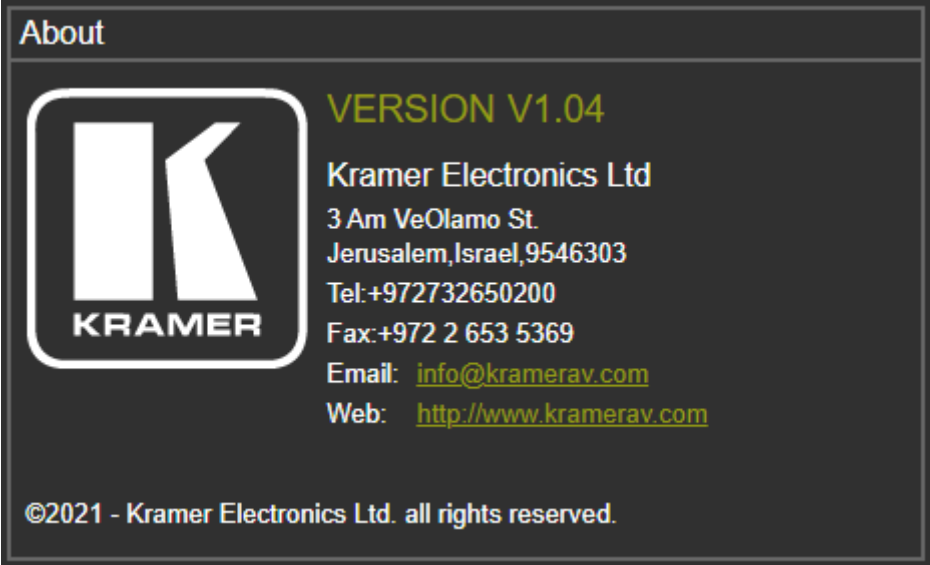 About
VERSION V1.04
Kramer Electronics Ltd
3 Am VeOlamo St.
Jerusalem,Israel,9546303
Tel:+972732650200
KRAMER
Fax:+972 2 653 5369
Email: info@kramerav.com
Web: http://www.kramerav.com
©2021 - Kramer Electronics Ltd. all rights reserved.